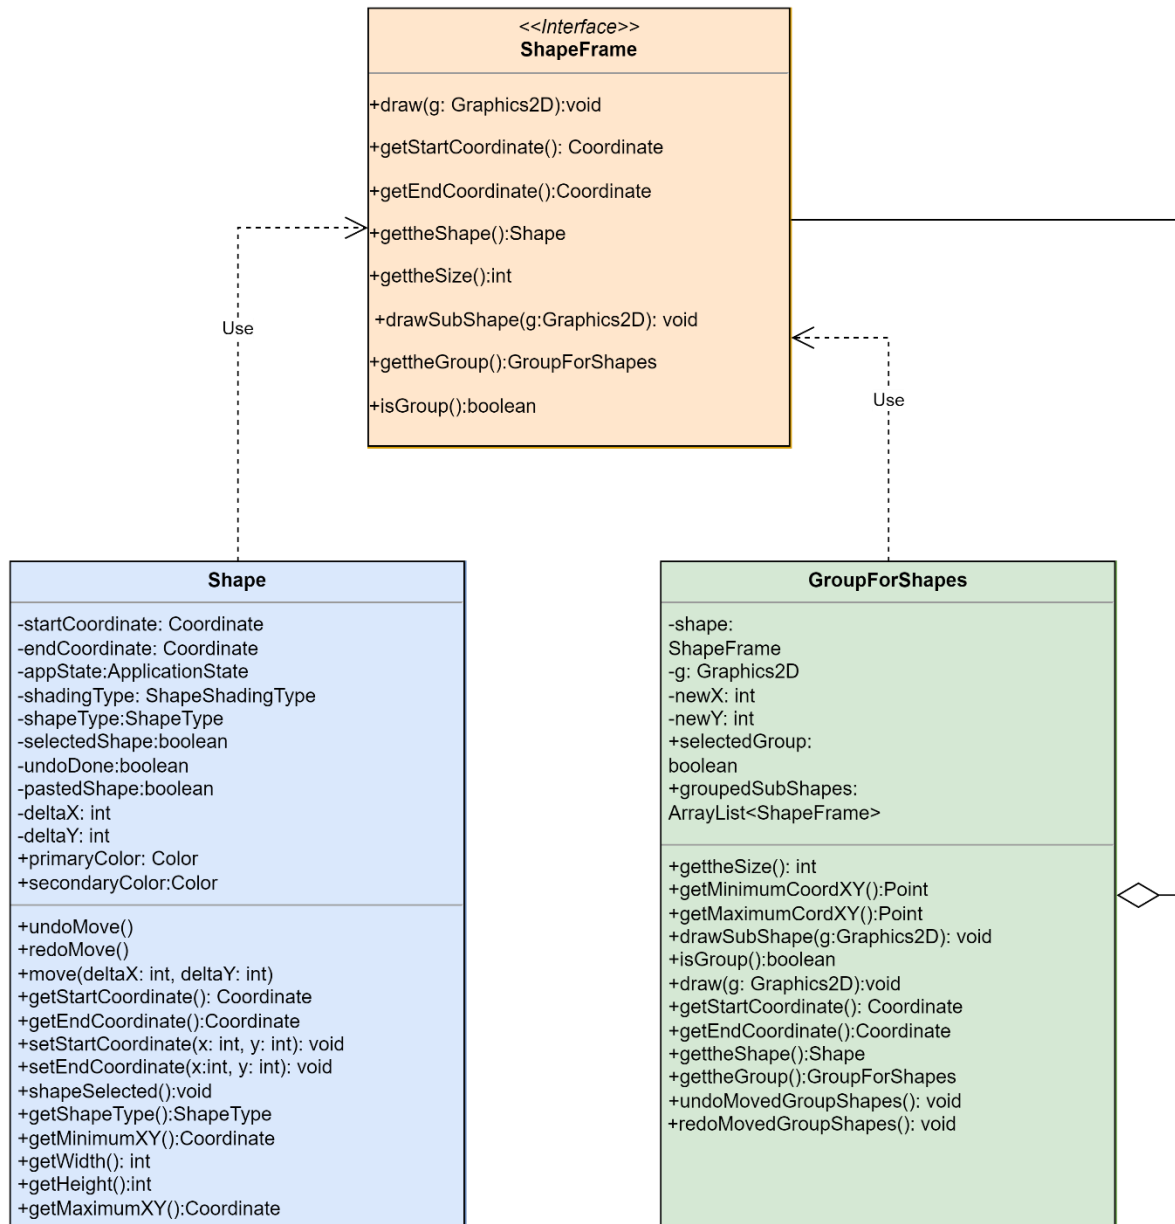 <<Interface>>
ShapeFrame
+draw(g: Graphics2D):void
+getStartCoordinate(): Coordinate
+getEndCoordinate():Coordinate
+gettheShape():Shape
+gettheSize():int
+drawSubShape(g:Graphics2D): void
+gettheGroup():GroupForShapes
+isGroup():boolean
Use
Use
Shape
-startCoordinate: Coordinate
-endCoordinate: Coordinate
-appState:ApplicationState
-shadingType: ShapeShadingType
-shapeType:ShapeType
-selectedShape:boolean
-undoDone:boolean
-pastedShape:boolean
-deltaX: int
-deltaY: int
+primaryColor: Color
+secondaryColor:Color
+undoMove()
+redoMove()
+move(deltaX: int, deltaY: int)
+getStartCoordinate(): Coordinate
+getEndCoordinate():Coordinate
+setStartCoordinate(x: int, y: int): void
+setEndCoordinate(x:int, y: int): void
+shapeSelected():void
+getShapeType():ShapeType
+getMinimumXY():Coordinate
+getWidth(): int
+getHeight():int
+getMaximumXY():Coordinate
GroupForShapes
-shape:
ShapeFrame
-g: Graphics2D
-newX: int
-newY: int
+selectedGroup:
boolean
+groupedSubShapes:
ArrayList<ShapeFrame>
+gettheSize(): int
+getMinimumCoordXY():Point
+getMaximumCordXY():Point
+drawSubShape(g:Graphics2D): void
+isGroup():boolean
+draw(g: Graphics2D):void
+getStartCoordinate(): Coordinate
+getEndCoordinate():Coordinate
+gettheShape():Shape
+gettheGroup():GroupForShapes
+undoMovedGroupShapes(): void
+redoMovedGroupShapes(): void